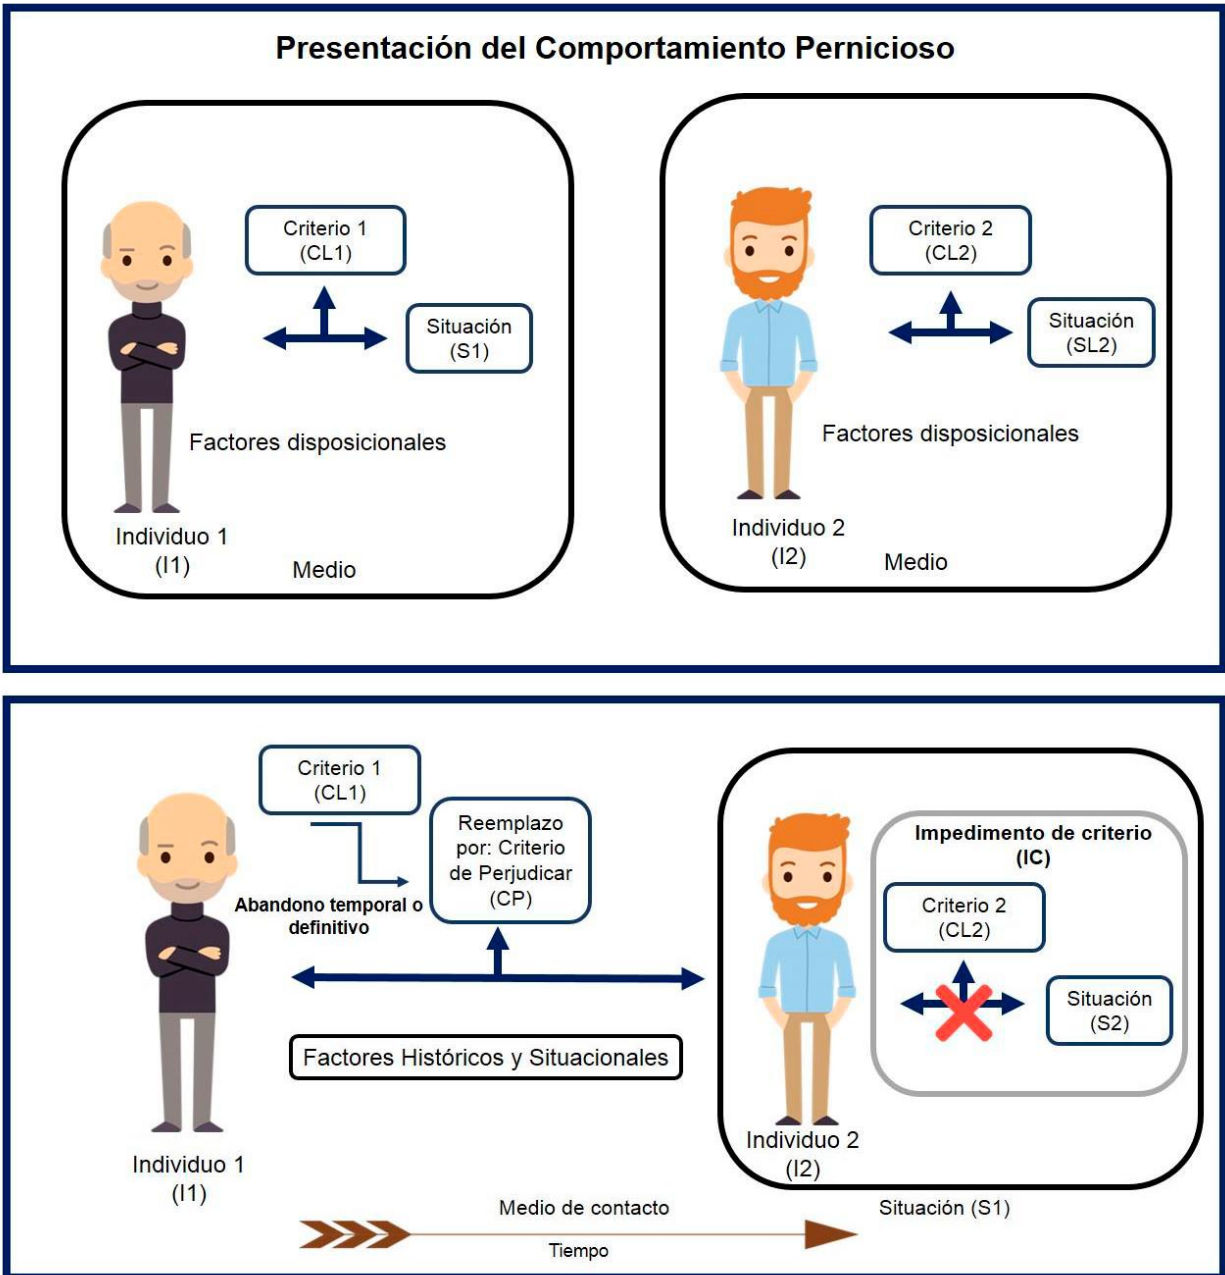 Presentación del Comportamiento Pernicioso
Criterio 1
(CL1)
Situación
(S1)
Factores disposicionales
Individuo 1
(I1)
Medio
Criterio 2
(CL2)
Situación
(SL2)
Factores disposicionales
Individuo 2
(I2)
Medio
Criterio 1
(CL1)
Reemplazo
por: Criterio
de Perjudicar
(CP)
Abandono temporal o
definitivo
Factores Históricos y Situacionales
Individuo 1
(I1)
Impedimento de criterio
(IC)
Criterio 2
(CL2)
Situación
(S2)
Individuo 2
(I2)
Medio de contacto
Situación (S1)
Tiempo